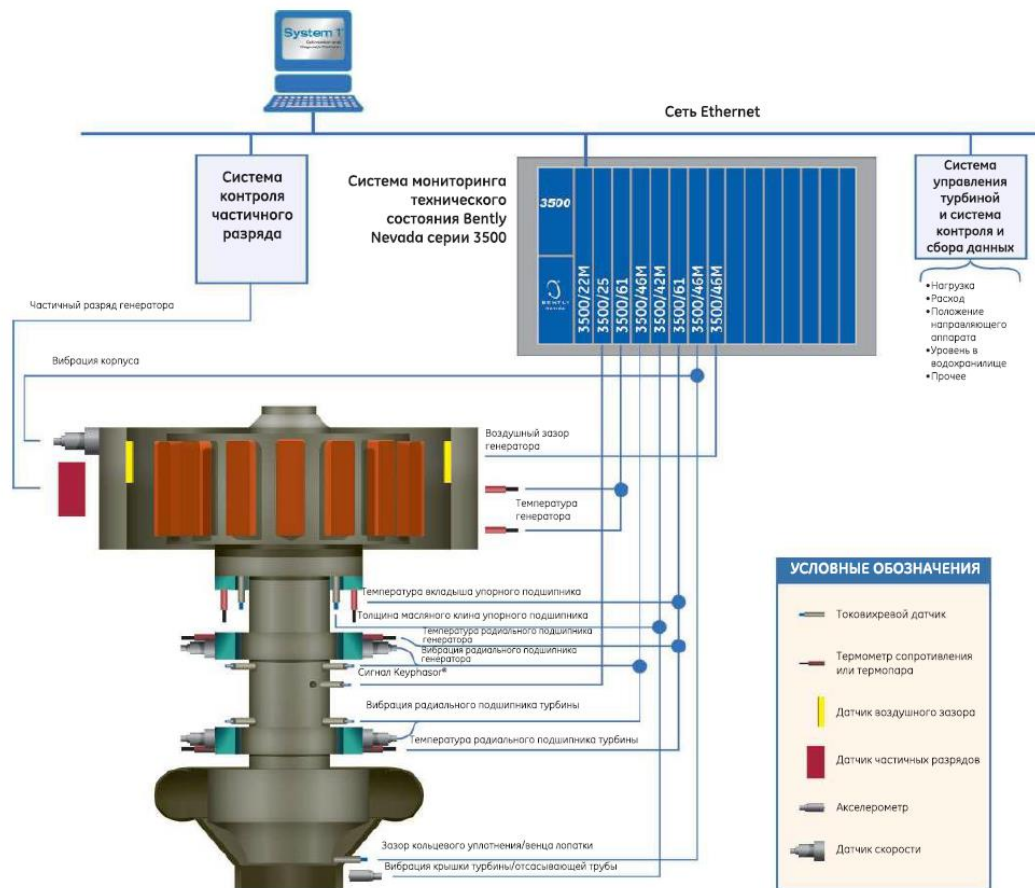 System 1
Сеть Ethernet
Система
контроля
частичного
разряда
Система мониторинга
технического
состояния Bently
Nevada серии 3500
3500
BENTLY
3500/22M
3500/25
3500/61
3500/46M
3500/42M
3500/61
3500/46M
3500/46M
Система
управления
турбиной
и система
контроля и
сбора данных
•Нагрузка
•Расход
•Положение
направляющего
аппарата
•Уровень в
водохранилище
•Прочее
Частичный разряд генератора
Вибрация корпуса
Воздушный зазор
генератора
Температура
генератора
Температура вкладыша упорного подшипника
Толщина масляного клина упорного подшипника
Температура радиального подшипника
генератора
Вибрация радиального подшипника
генератора
Сигнал Keyphasor®
Вибрация радиального подшипника турбины
Температура радиального подшипника турбины
Зазор кольцевого уплотнения/венца лопатки
Вибрация крышки турбины/отсасывающей трубы
УСЛОВНЫЕ ОБОЗНАЧЕНИЯ
Токовихревой датчик
Термометр сопротивления
или термопара
Датчик воздушного зазора
Датчик частичных разрядов
Акселерометр
Датчик скорости